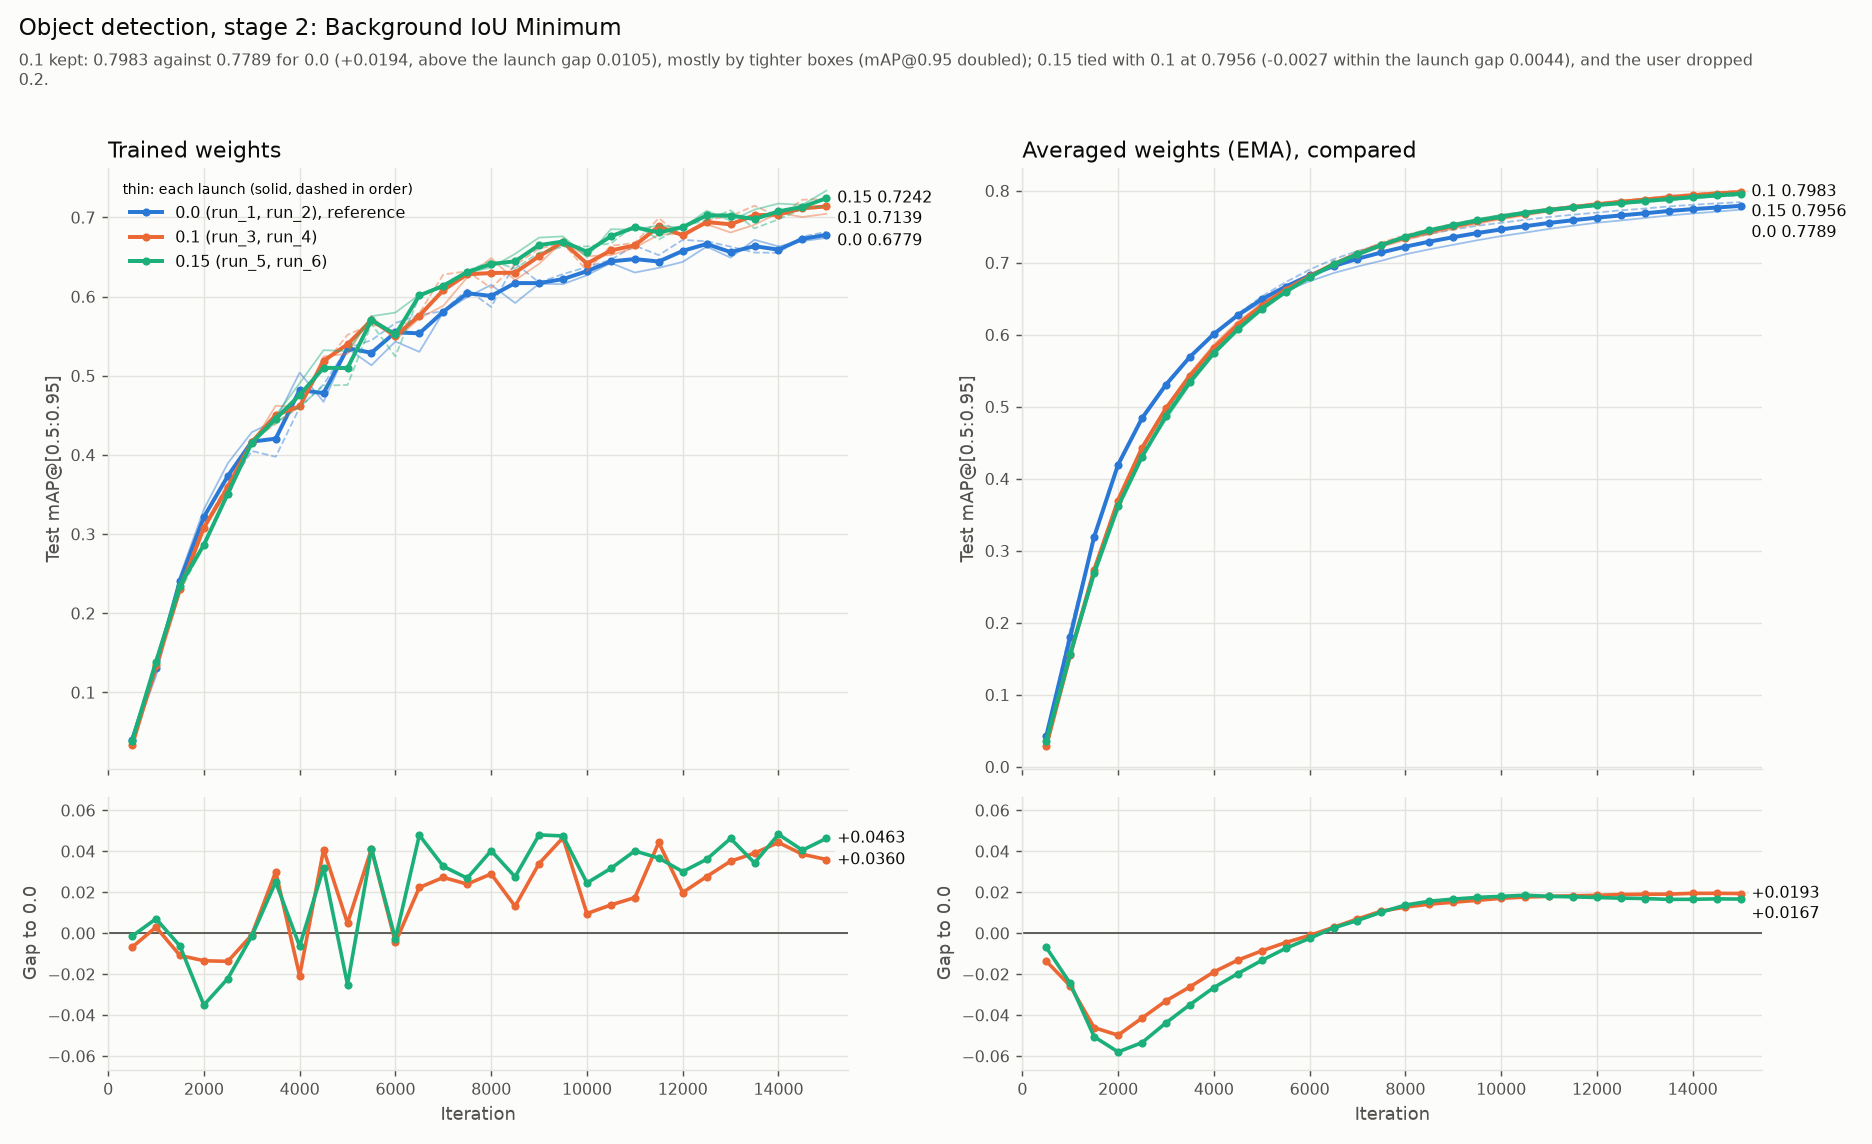 Object detection, stage 2: Background IoU Minimum
0.1 kept: 0.7983 against 0.7789 for 0.0 (+0.0194, above the launch gap 0.0105), mostly by tighter boxes (mAP@0.95 doubled); 0.15 tied with 0.1 at 0.7956 (-0.0027 within the launch gap 0.0044), and the user dropped
0.2.
Trained weights
thin: each launch (solid, dashed in order)
0.0 (run_1, run_2), reference
0.1 (run_3, run_4)
0.15 (run_5, run_6)
0.15 0.7242
0.1 0.7139
0.0 0.6779
Test mAP@[0.5:0.95]
0.7
0.6
0.5
0.4
0.3
0.2
0.1
Averaged weights (EMA), compared
0.1 0.7983
0.15 0.7956
0.0 0.7789
Test mAP@[0.5:0.95]
0.8
0.7
0.6
0.5
0.4
0.3
0.2
0.1
0.0
Gap to 0.0
0.06
0.04
0.02
0.00
−0.02
−0.04
−0.06
+0.0463
+0.0360
0 2000 4000 6000 8000 10000 12000 14000
Iteration
Gap to 0.0
0.06
0.04
0.02
0.00
−0.02
−0.04
−0.06
+0.0193
+0.0167
0 2000 4000 6000 8000 10000 12000 14000
Iteration